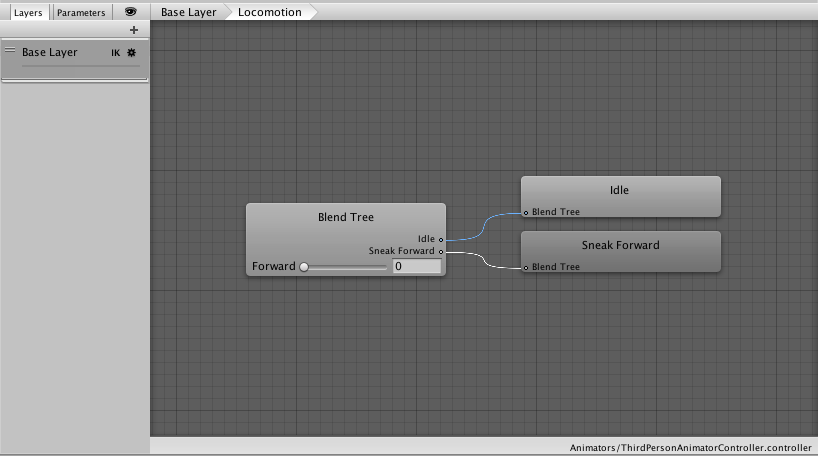 Layers Parameters
Base Layer Locomotion
+
Base Layer IK
Blend Tree
Idle
Sneak Forward
Forward 0
Idle
Blend Tree
Sneak Forward
Blend Tree
Animators/ThirdPersonAnimatorController.controller